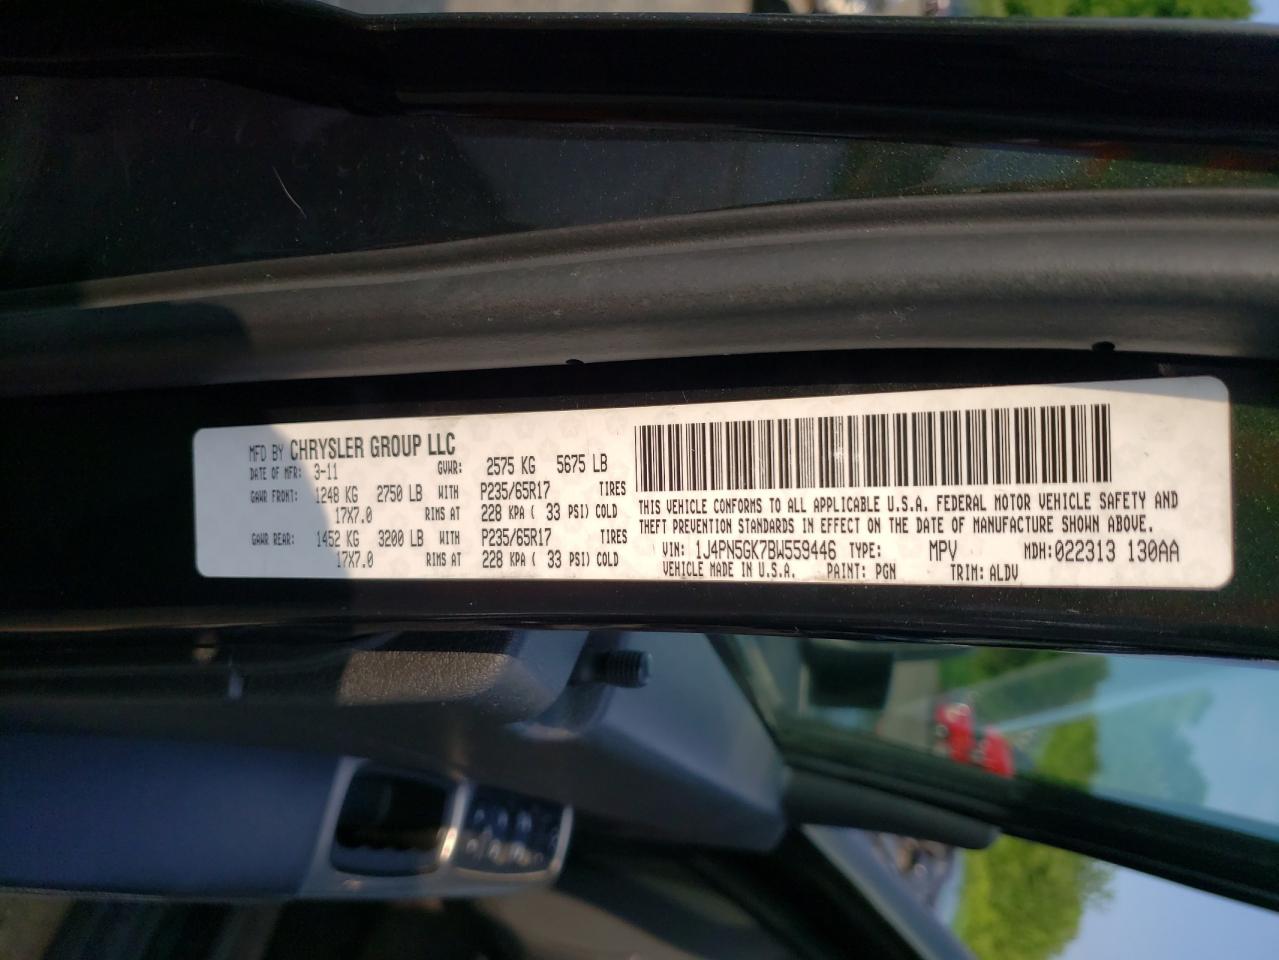 MFD BY CHRYSLER GROUP LLC
DATE OF MFR: 3-11 GVWR: 2575 KG 5675 LB
GAWR FRONT: 1248 KG 2750 LB WITH P235/65R17 TIRES
17X7.0 RIMS AT 228 KPA ( 33 PSI) COLD
GAWR REAR: 1452 KG 3200 LB WITH P235/65R17 TIRES
17X7.0 RIMS AT 228 KPA ( 33 PSI) COLD
THIS VEHICLE CONFORMS TO ALL APPLICABLE U.S.A. FEDERAL MOTOR VEHICLE SAFETY AND
THEFT PREVENTION STANDARDS IN EFFECT ON THE DATE OF MANUFACTURE SHOWN ABOVE.
VIN: 1J4PN5GK7BW559446 TYPE: MPV MDH: 022313 130AA
VEHICLE MADE IN U.S.A. PAINT: PGN TRIM: ALDV